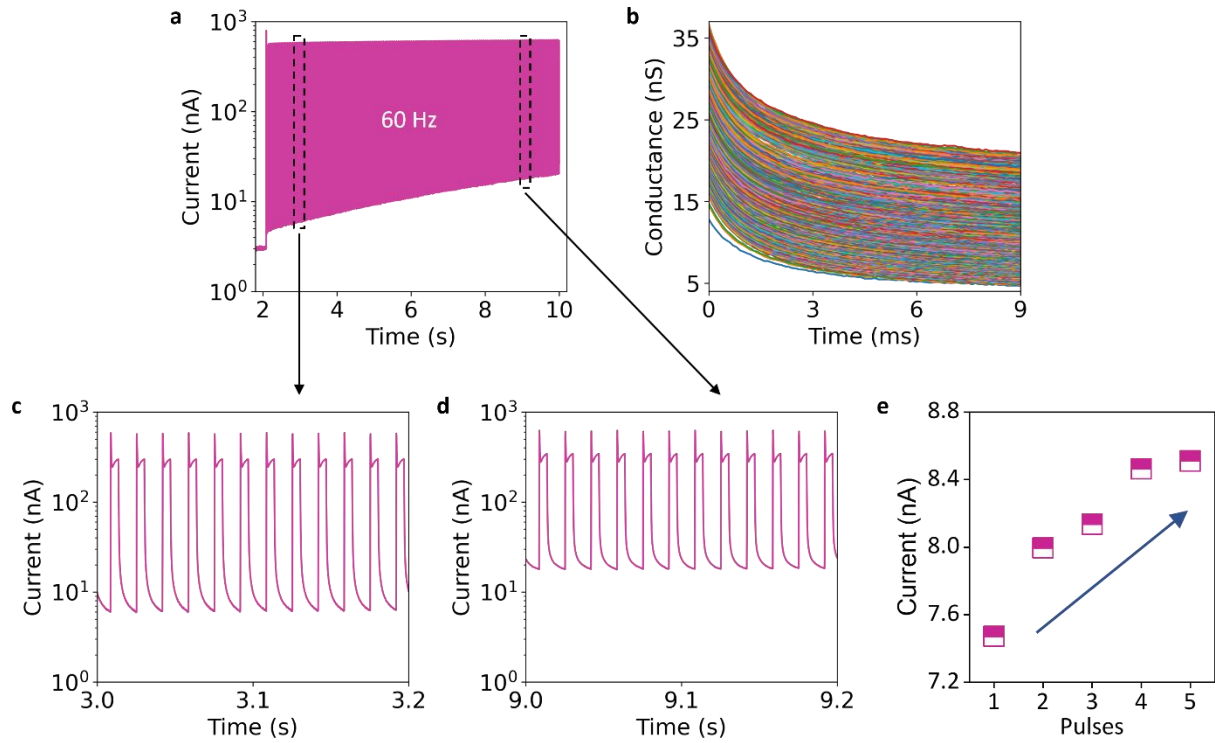 a
10³
10²
10¹
10⁰
Current (nA)
60 Hz
2 4 6 8 10
Time (s)
b
35
25
15
5
Conductance (nS)
0 3 6 9
Time (ms)
c
10³
10²
10¹
10⁰
Current (nA)
3.0 3.1 3.2
Time (s)
d
10³
10²
10¹
10⁰
Current (nA)
9.0 9.1 9.2
Time (s)
e
8.8
8.4
8.0
7.6
7.2
Current (nA)
1 2 3 4 5
Pulses